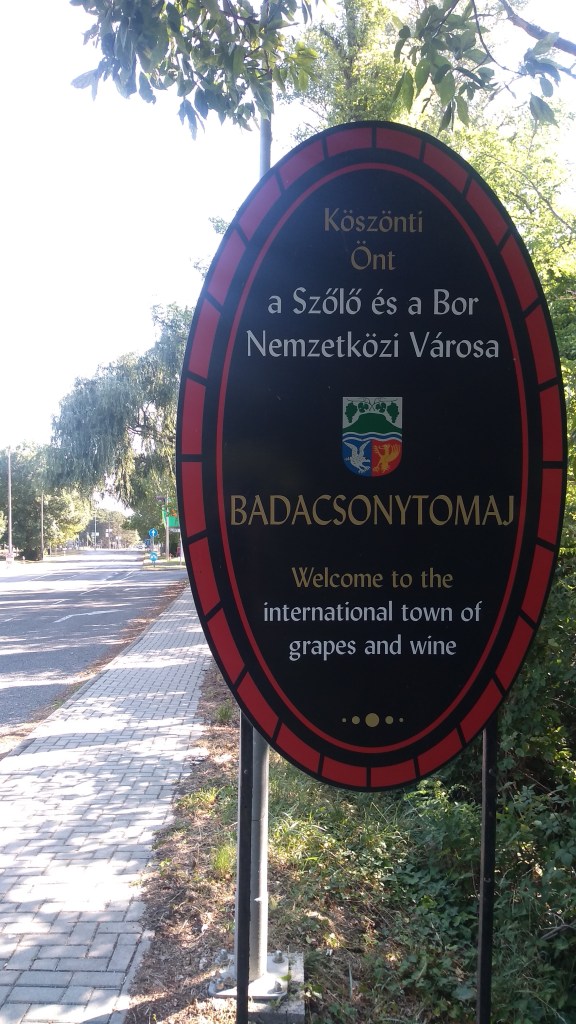 Köszönti
Önt
a Szőlő és a Bor
Nemzetközi Városa
BADACSONYTOMAJ
Welcome to the
international town of
grapes and wine